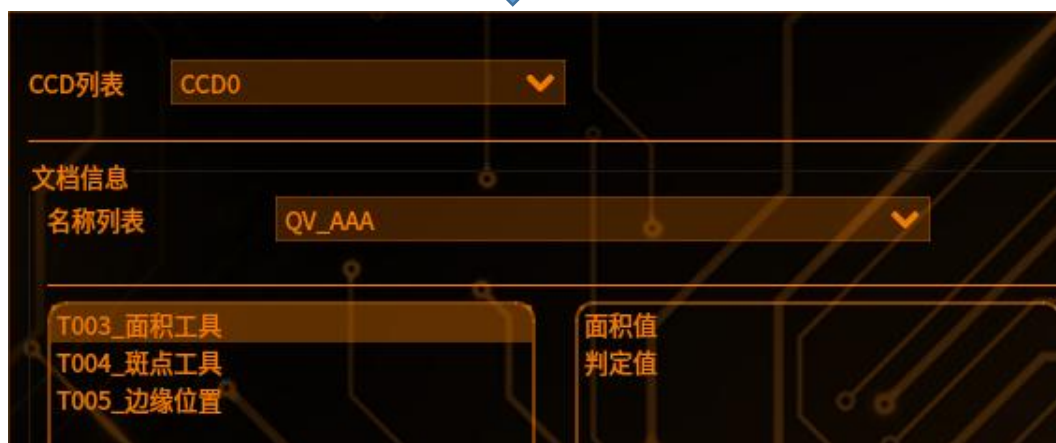 CCD列表 CCD0
文档信息
名称列表 QV_AAA
T003_面积工具 面积值
T004_斑点工具 判定值
T005_边缘位置